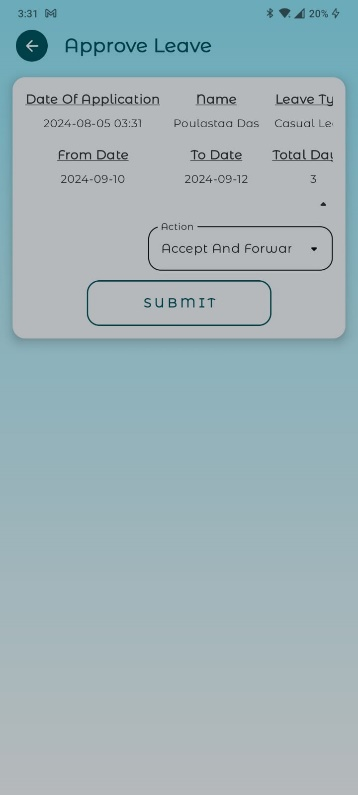 3:31 20%
Approve Leave
Date Of Application Name Leave Ty
2024-08-05 03:31 Poulastaa Das Casual Le
From Date To Date Total Day
2024-09-10 2024-09-12 3
Action
Accept And Forwar
SUBMIT